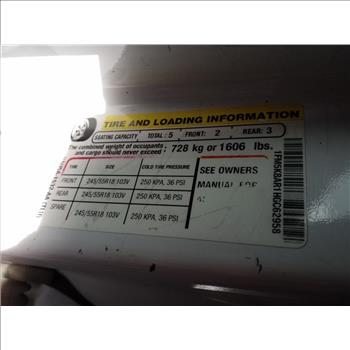 TIRE AND LOADING INFORMATION
SEATING CAPACITY TOTAL: 5 FRONT: 2 REAR: 3
The combined weight of occupants and cargo should never exceed: 728 kg or 1606 lbs.
TIRE SIZE COLD TIRE PRESSURE
FRONT 245/55R18 103V 250 KPA, 36 PSI
REAR 245/55R18 103V 250 KPA, 36 PSI
SPARE 245/55R18 103V 250 KPA, 36 PSI
SEE OWNERS
MANUAL FOR
1FM5K8AR1HGC62958